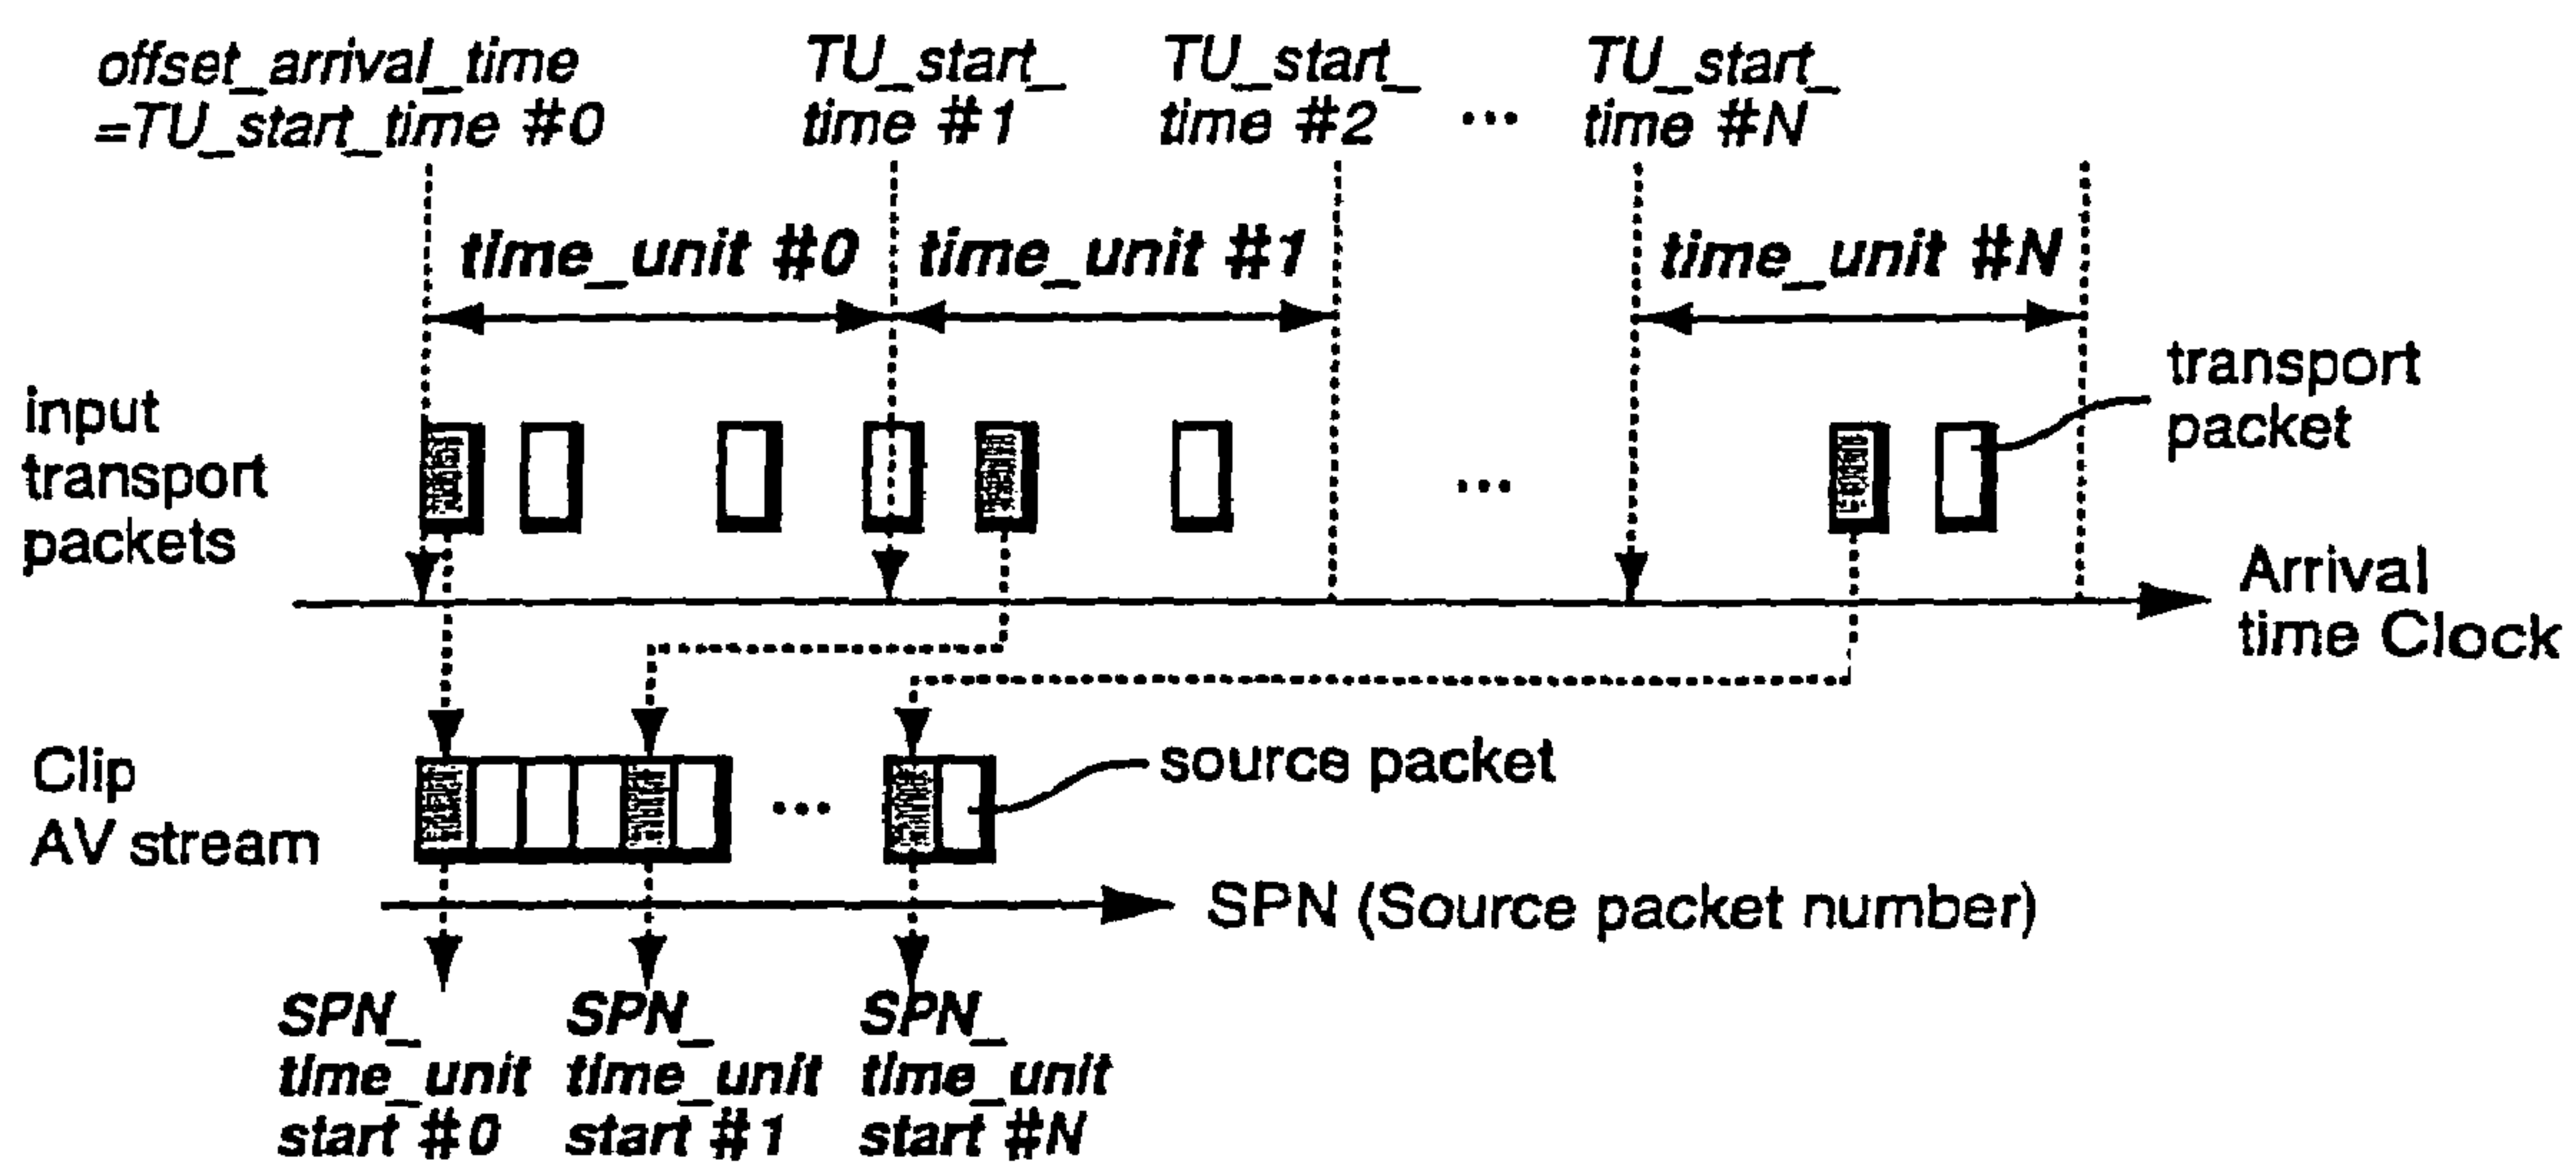 offset_arrival_time
=TU_start_time #0
TU_start_
time #1
TU_start_
time #2
...
TU_start_
time #N
time_unit #0
time_unit #1
time_unit #N
input
transport
packets
...
transport
packet
Arrival
time Clock
Clip
AV stream
...
source packet
SPN (Source packet number)
SPN_
time_unit
start #0
SPN_
time_unit
start #1
SPN_
time_unit
start #N